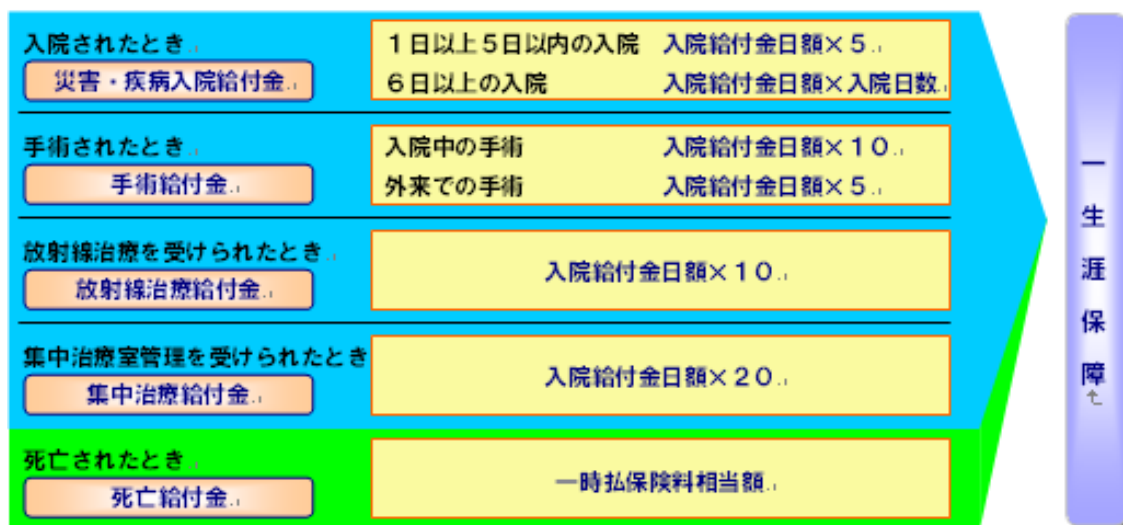 入院されたとき
災害・疾病入院給付金
1日以上5日以内の入院 入院給付金日額×5
6日以上の入院 入院給付金日額×入院日数
手術されたとき
手術給付金
入院中の手術 入院給付金日額×10
外来での手術 入院給付金日額×5
放射線治療を受けられたとき
放射線治療給付金
入院給付金日額×10
集中治療室管理を受けられたとき
集中治療給付金
入院給付金日額×20
死亡されたとき
死亡給付金
一時払保険料相当額
一生涯保障